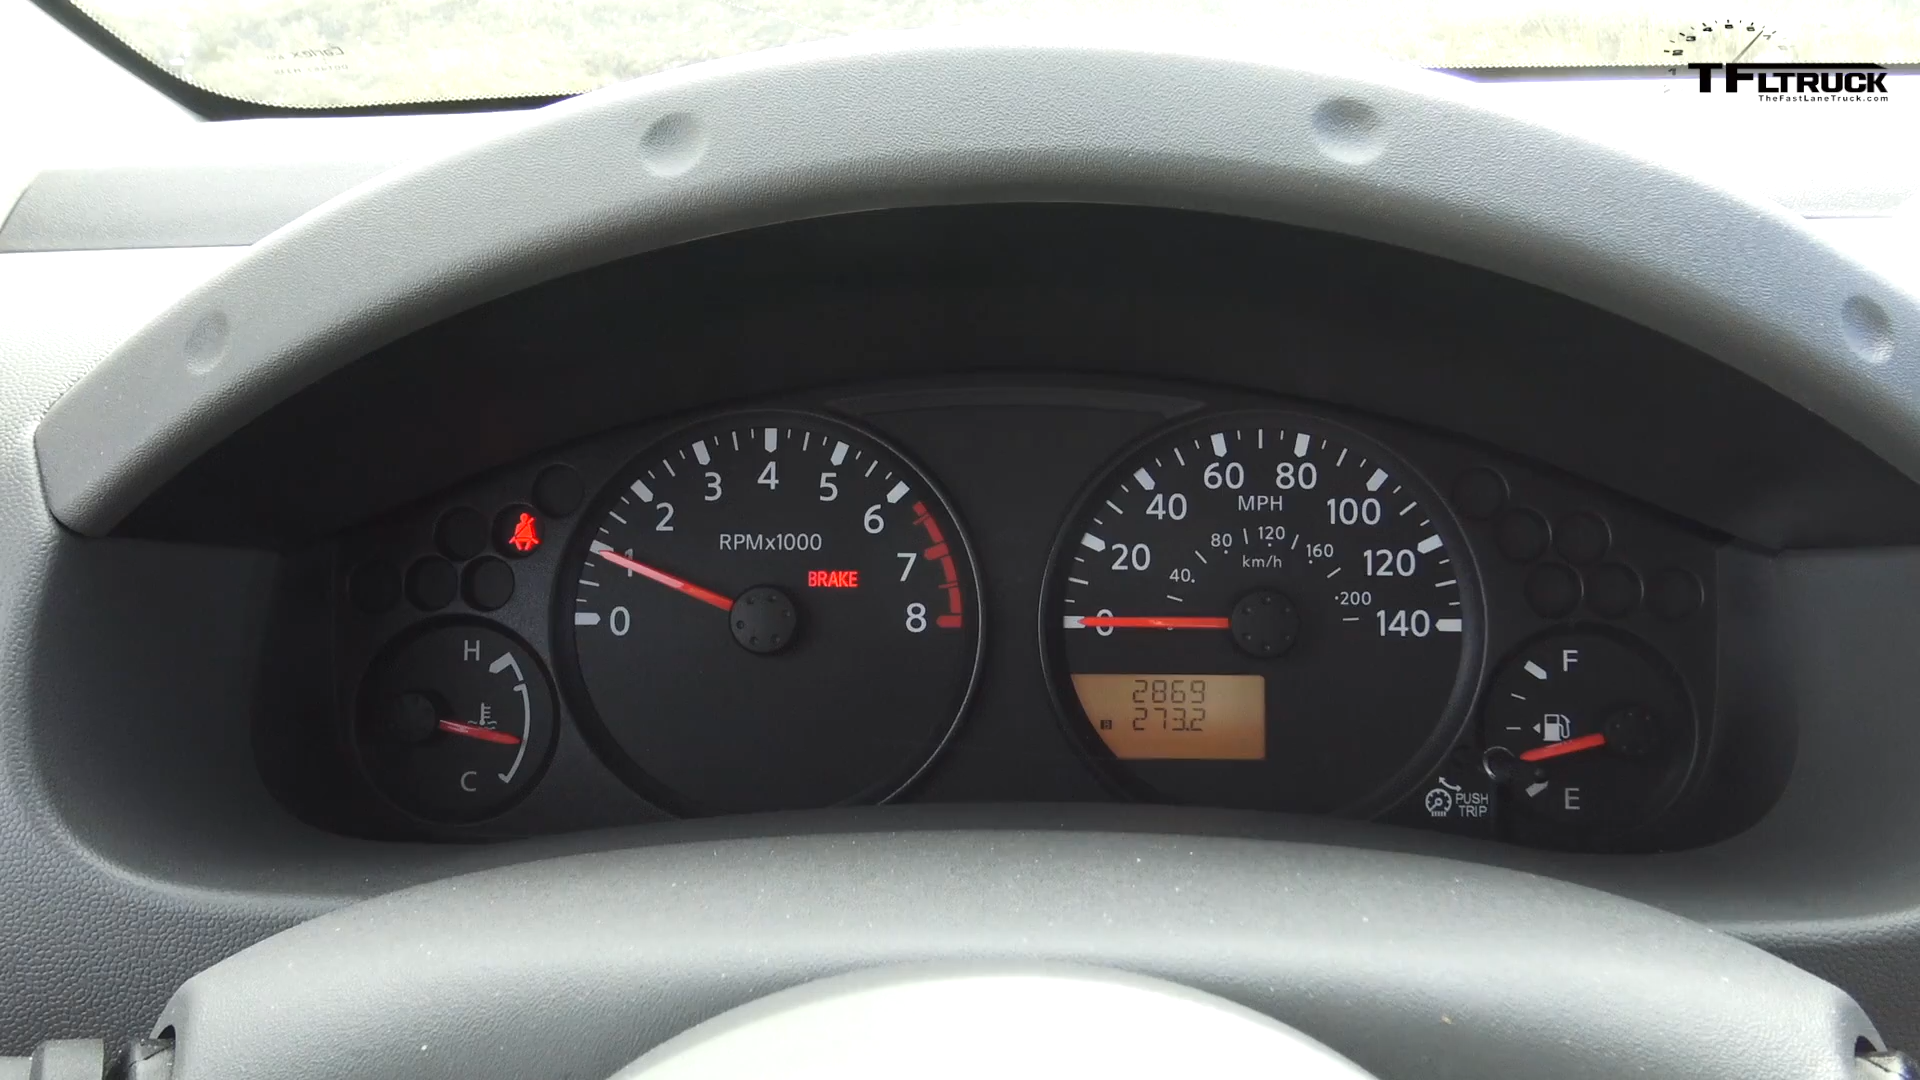 TFLTRUCK
TheFastLaneTruck.com
0 1 2 3 4 5 6 7 8
RPMx1000
BRAKE
H
C
0 20 40 60 80 100 120 140
MPH
40 80 120 160 200
km/h
2869
B 273.2
PUSH
TRIP
F
E